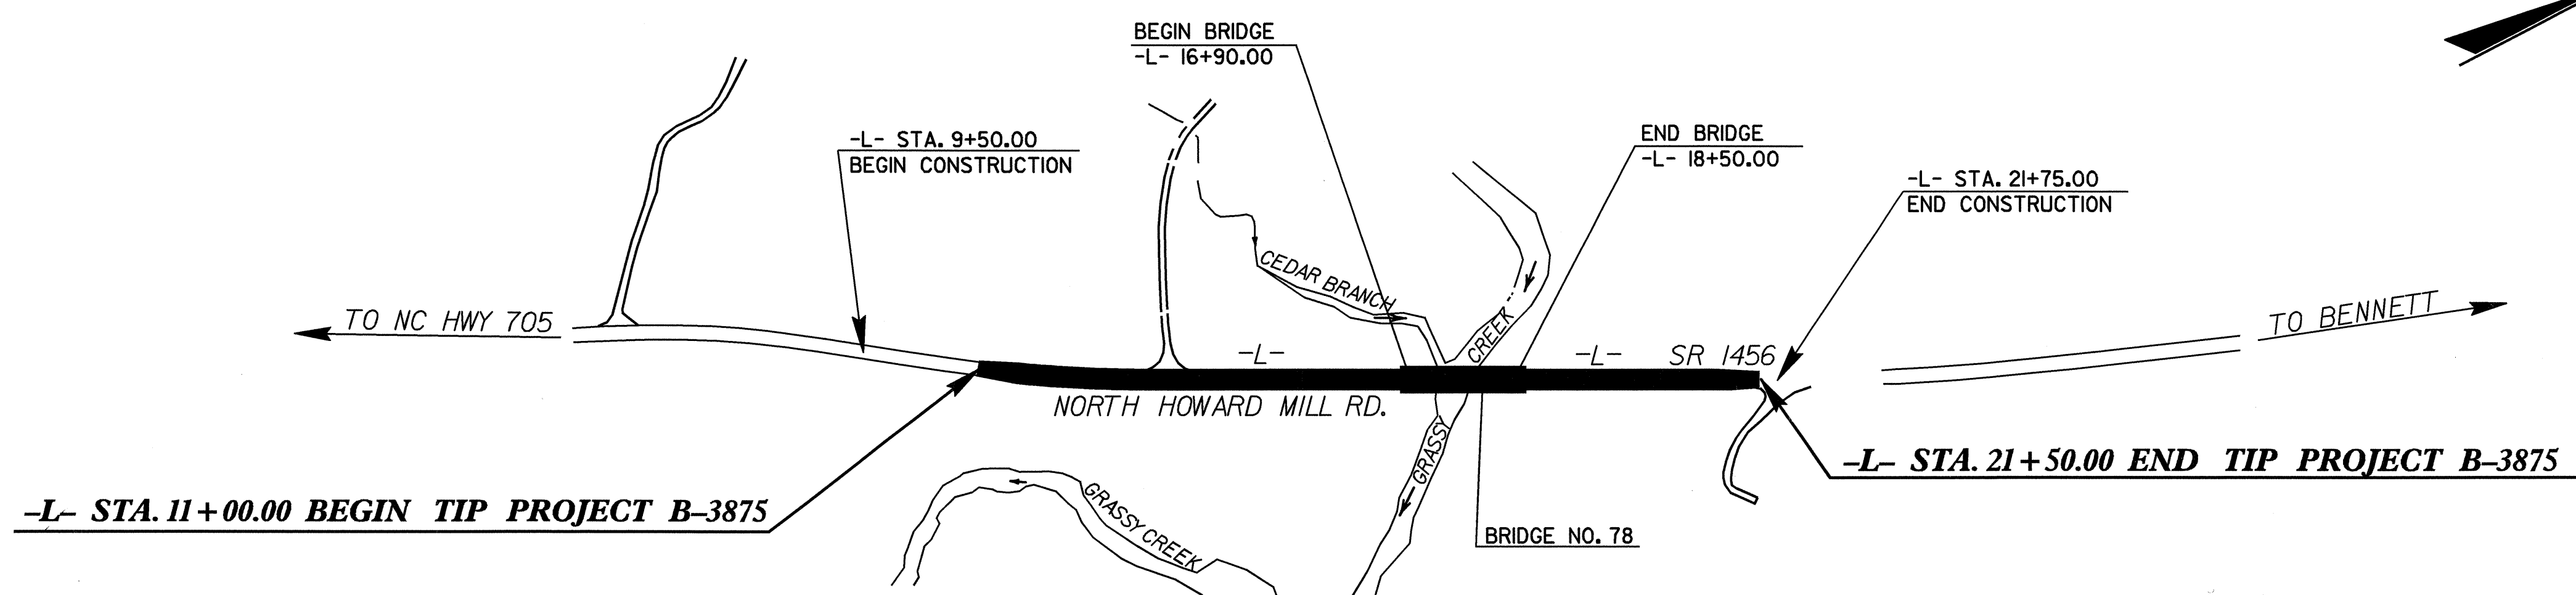 BEGIN BRIDGE
-L- 16+90.00
-L- STA. 9+50.00
BEGIN CONSTRUCTION
END BRIDGE
-L- 18+50.00
-L- STA. 21+75.00
END CONSTRUCTION
CEDAR BRANCH
TO NC HWY 705
CREEK
TO BENNETT
-L-
-L-
SR 1456
NORTH HOWARD MILL RD.
GRASSY
-L- STA. 21+50.00 END TIP PROJECT B-3875
-L- STA. 11+00.00 BEGIN TIP PROJECT B-3875
GRASSY CREEK
BRIDGE NO. 78